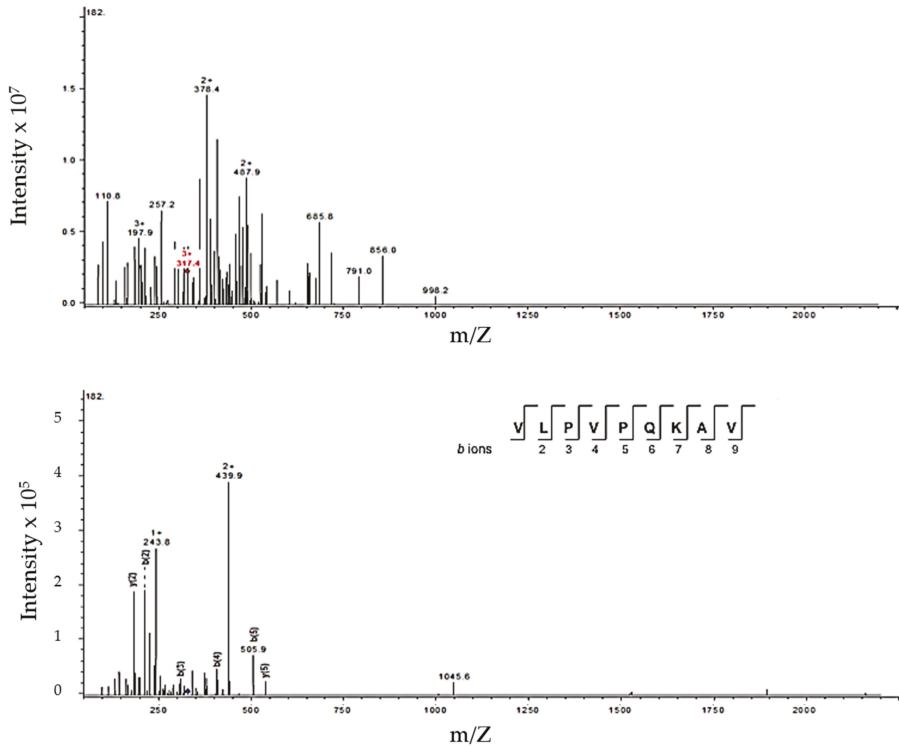 182.
Intensity x 10⁷
1.5
1.0
0.5
0.0
110.8
3+
197.9
257.2
3+
317.4
2+
378.4
2+
487.9
685.8
791.0
856.0
998.2
250 500 750 1000 1250 1500 1750 2000
m/Z
182.
Intensity x 10⁵
5
4
3
2
1
0
V L P V P Q K A V
b ions 2 3 4 5 6 7 8 9
y(2)
b(2)
1+
243.8
b(3)
b(4)
2+
439.9
b(5)
505.9
y(5)
1045.6
250 500 750 1000 1250 1500 1750 2000
m/Z